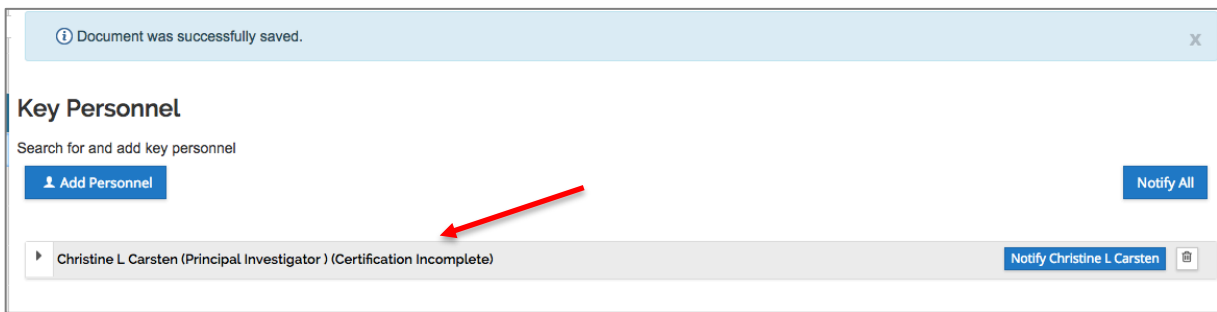 Document was successfully saved.
X
Key Personnel
Search for and add key personnel
Add Personnel
Notify All
Christine L Carsten (Principal Investigator ) (Certification Incomplete)
Notify Christine L Carsten